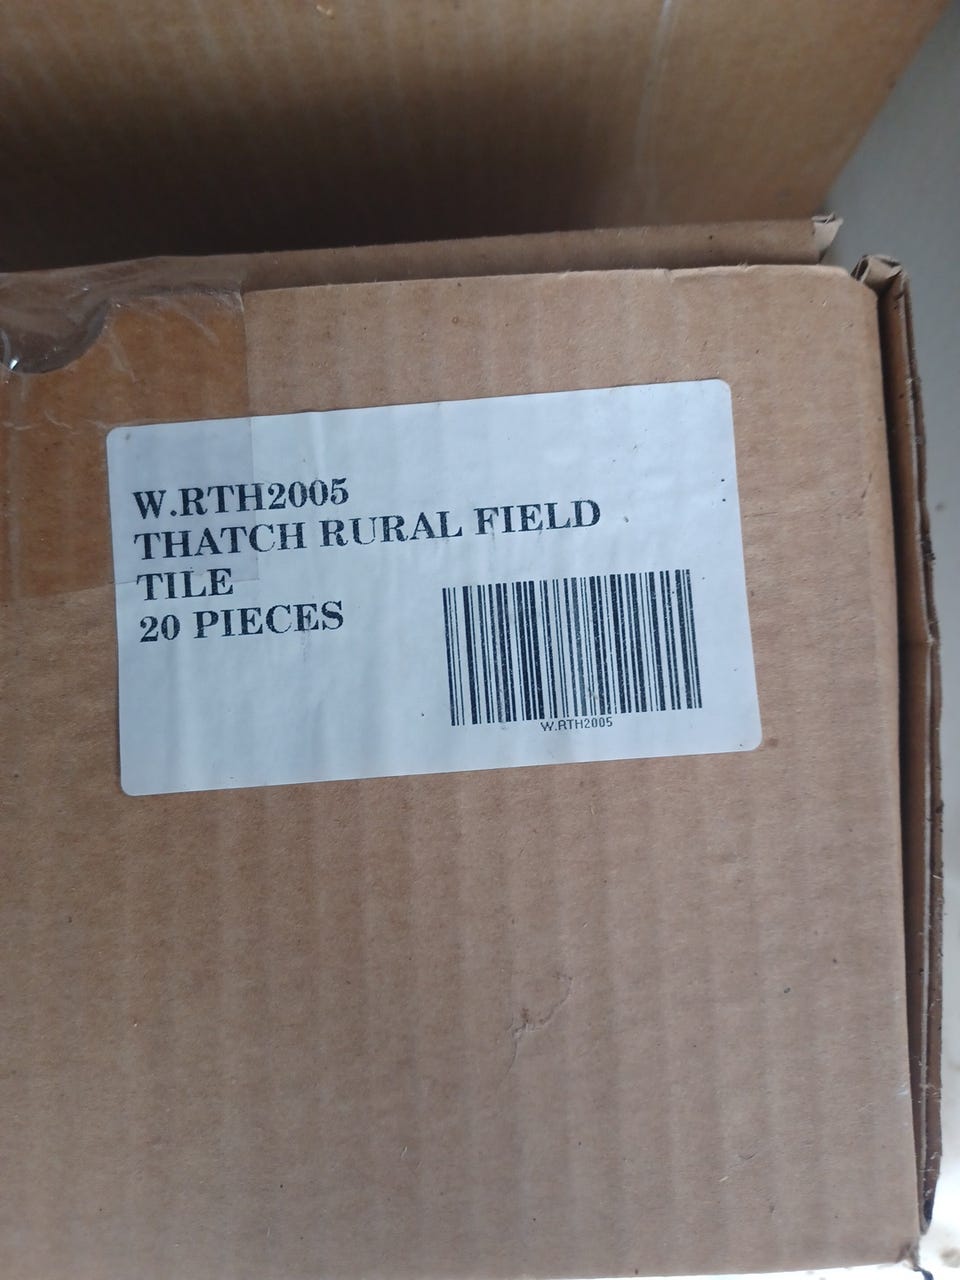 W.RTH2005
THATCH RURAL FIELD
TILE
20 PIECES
W.RTH2005